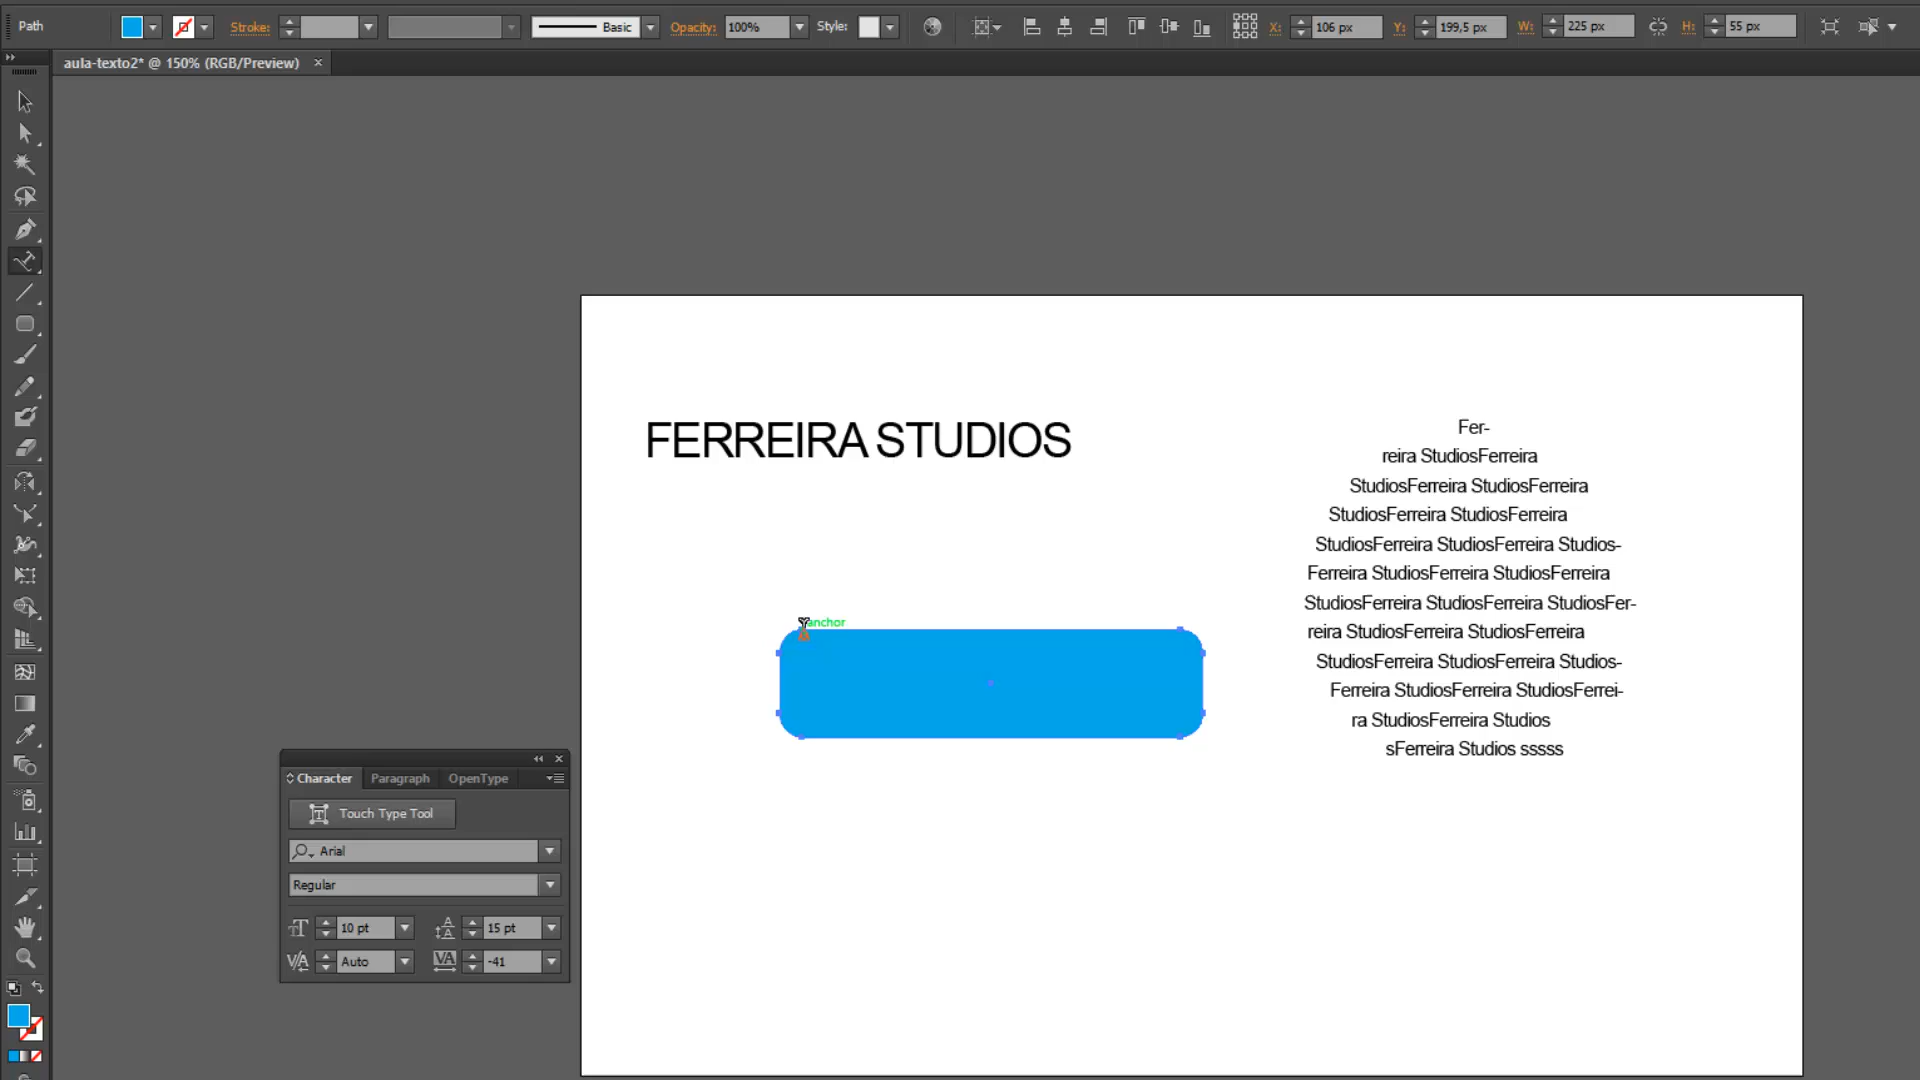 Path
Stroke:
Basic
Opacity:
100%
Style:
X:
106 px
Y:
199,5 px
W:
225 px
H:
55 px
aula-texto2* @ 150% (RGB/Preview)
FERREIRA STUDIOS
Fer-
reira StudiosFerreira
StudiosFerreira StudiosFerreira
StudiosFerreira StudiosFerreira
StudiosFerreira StudiosFerreira Studios-
Ferreira StudiosFerreira StudiosFerreira
StudiosFerreira StudiosFerreira StudiosFer-
reira StudiosFerreira StudiosFerreira
StudiosFerreira StudiosFerreira Studios-
Ferreira StudiosFerreira StudiosFerrei-
ra StudiosFerreira Studios
sFerreira Studios sssss
anchor
Character
Paragraph
OpenType
Touch Type Tool
Arial
Regular
10 pt
15 pt
Auto
-41